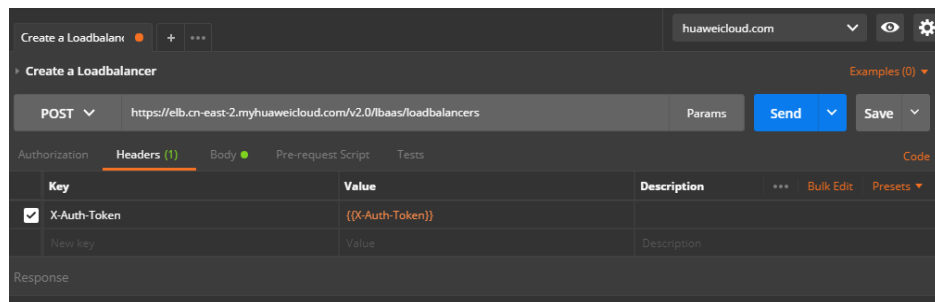 huaweicloud.com
Create a Loadbalanc
+ •••
Create a Loadbalancer
Examples (0)
POST
https://elb.cn-east-2.myhuaweicloud.com/v2.0/lbaas/loadbalancers
Params
Send
Save
Authorization Headers (1) Body Pre-request Script Tests Code
Key Value Description ••• Bulk Edit Presets
X-Auth-Token {{X-Auth-Token}}
New key Value Description
Response